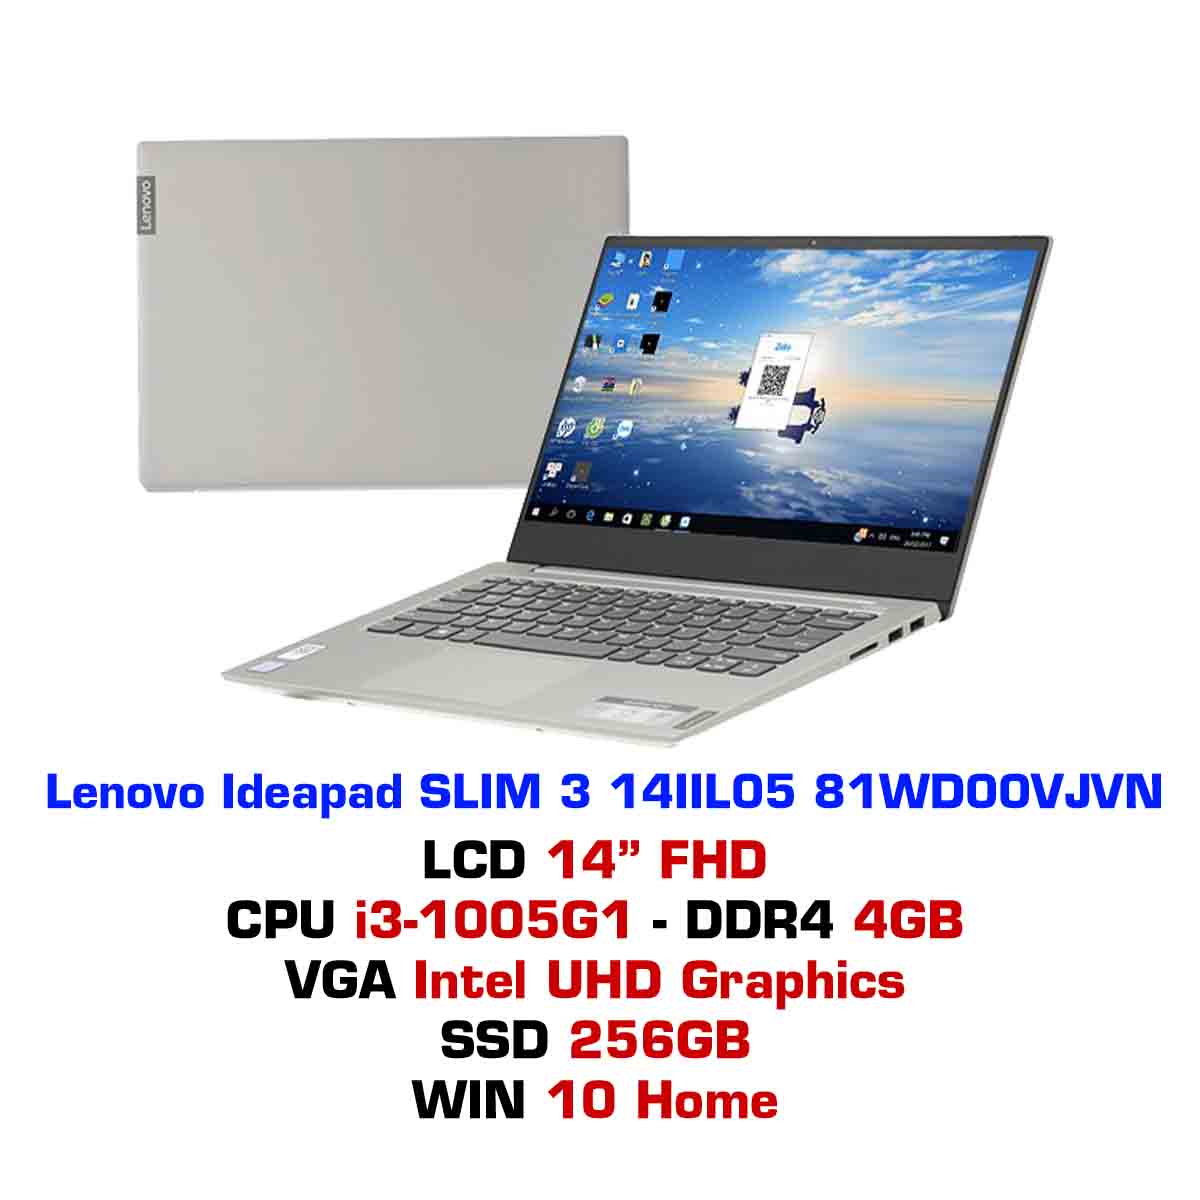 Lenovo
Zalo
Lenovo Ideapad SLIM 3 14IIL05 81WD00VJVN
LCD 14” FHD
CPU i3-1005G1 - DDR4 4GB
VGA Intel UHD Graphics
SSD 256GB
WIN 10 Home